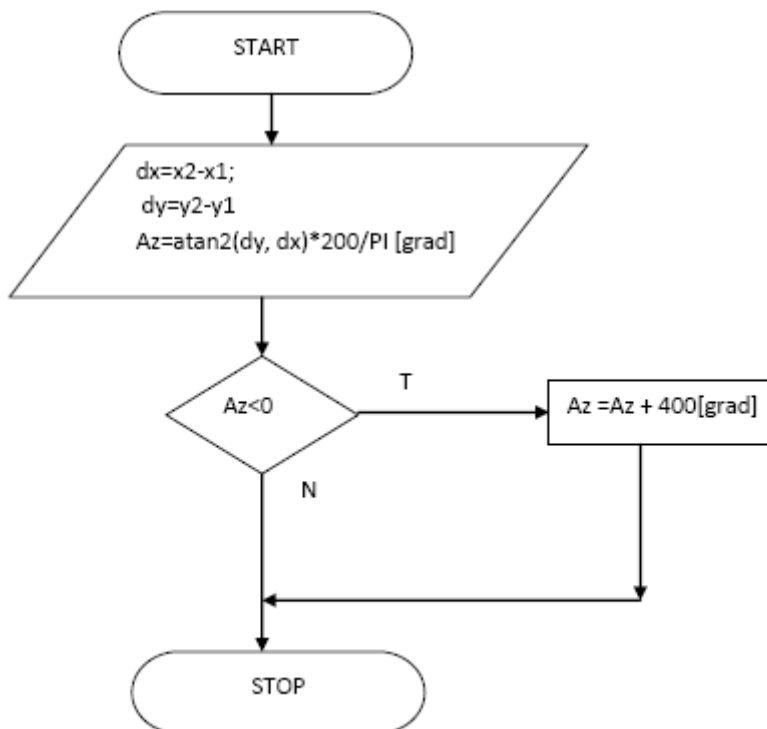 START
dx=x2-x1;
dy=y2-y1
Az=atan2(dy, dx)*200/PI [grad]
Az<0
T
Az =Az + 400[grad]
N
STOP